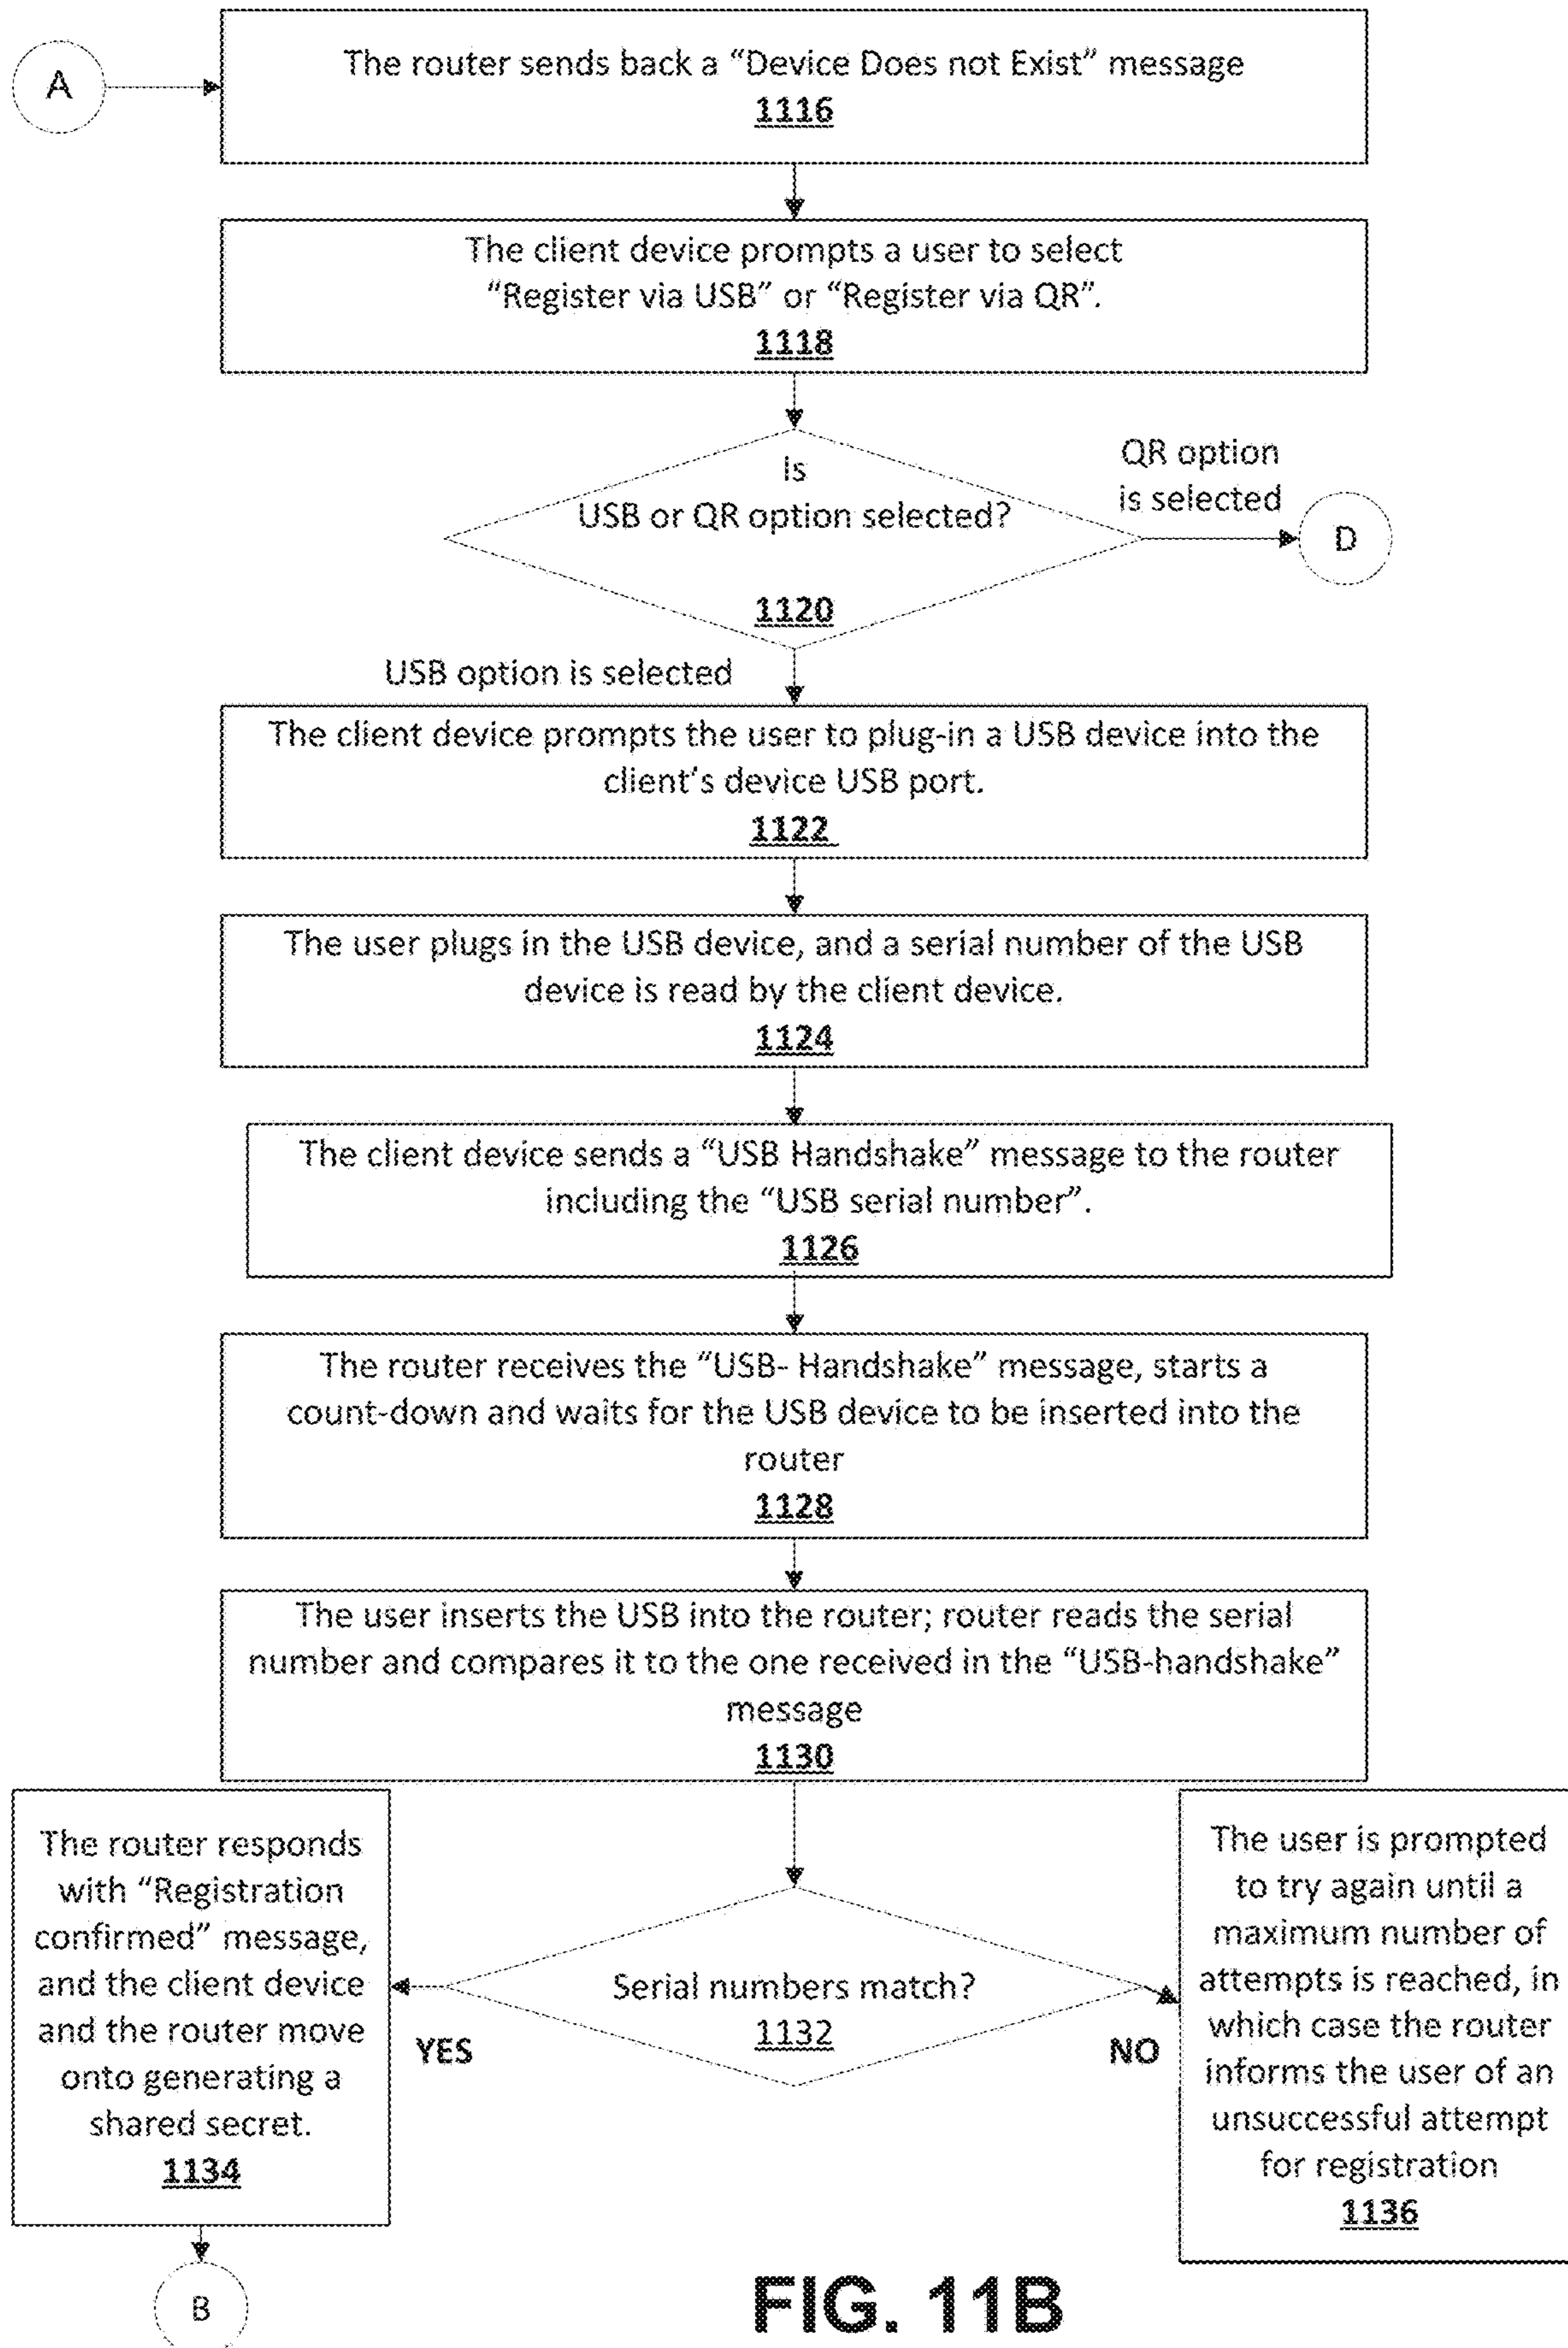 A
The router sends back a “Device Does not Exist” message
1116
The client device prompts a user to select
“Register via USB” or “Register via QR”.
1118
Is
USB or QR option selected?
1120
QR option
is selected
D
USB option is selected
The client device prompts the user to plug-in a USB device into the
client's device USB port.
1122
The user plugs in the USB device, and a serial number of the USB
device is read by the client device.
1124
The client device sends a “USB Handshake” message to the router
including the “USB serial number”.
1126
The router receives the “USB- Handshake” message, starts a
count-down and waits for the USB device to be inserted into the
router
1128
The user inserts the USB into the router; router reads the serial
number and compares it to the one received in the “USB-handshake”
message
1130
The router responds
with “Registration
confirmed” message,
and the client device
and the router move
onto generating a
shared secret.
1134
YES
Serial numbers match?
1132
NO
The user is prompted
to try again until a
maximum number of
attempts is reached, in
which case the router
informs the user of an
unsuccessful attempt
for registration
1136
B
FIG. 11B